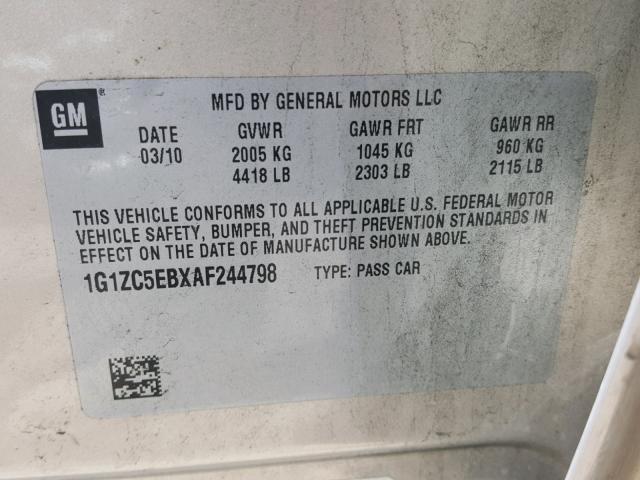 GM
MFD BY GENERAL MOTORS LLC
DATE GVWR GAWR FRT GAWR RR
03/10 2005 KG 1045 KG 960 KG
4418 LB 2303 LB 2115 LB
THIS VEHICLE CONFORMS TO ALL APPLICABLE U.S. FEDERAL MOTOR
VEHICLE SAFETY, BUMPER, AND THEFT PREVENTION STANDARDS IN
EFFECT ON THE DATE OF MANUFACTURE SHOWN ABOVE.
1G1ZC5EBXAF244798 TYPE: PASS CAR